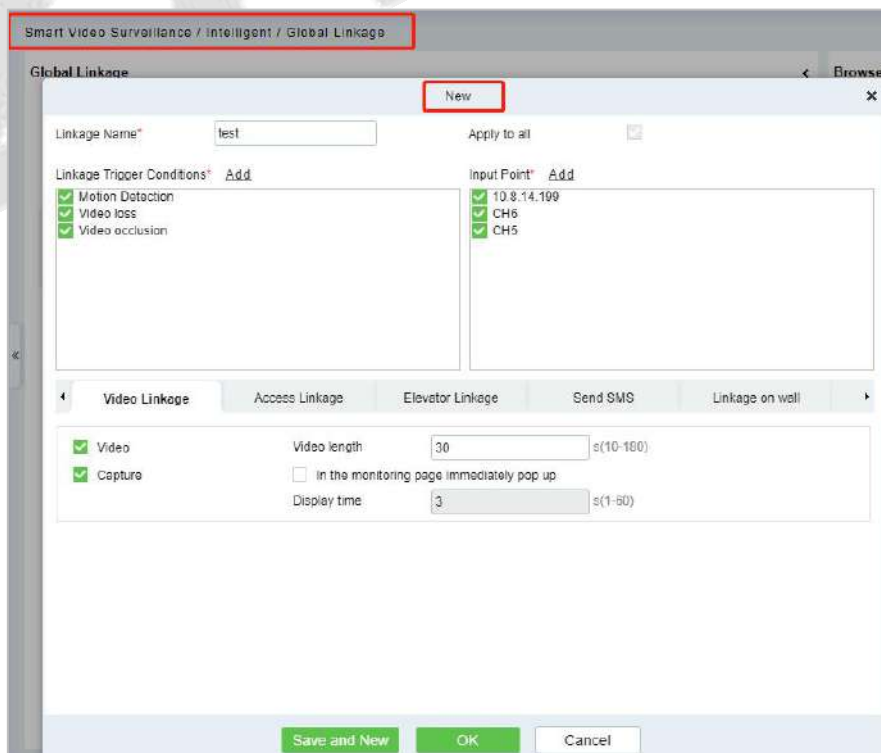 Smart Video Surveillance / Intelligent / Global Linkage
Global Linkage < Browse
New ×
Linkage Name* test Apply to all
Linkage Trigger Conditions* Add Input Point* Add
Motion Detection 10.8.14.199
Video loss CH6
Video occlusion CH5
«
Video Linkage Access Linkage Elevator Linkage Send SMS Linkage on wall
Video Video length 30 s(10-180)
Capture In the monitoring page immediately pop up
Display time 3 s(1-60)
Save and New OK Cancel